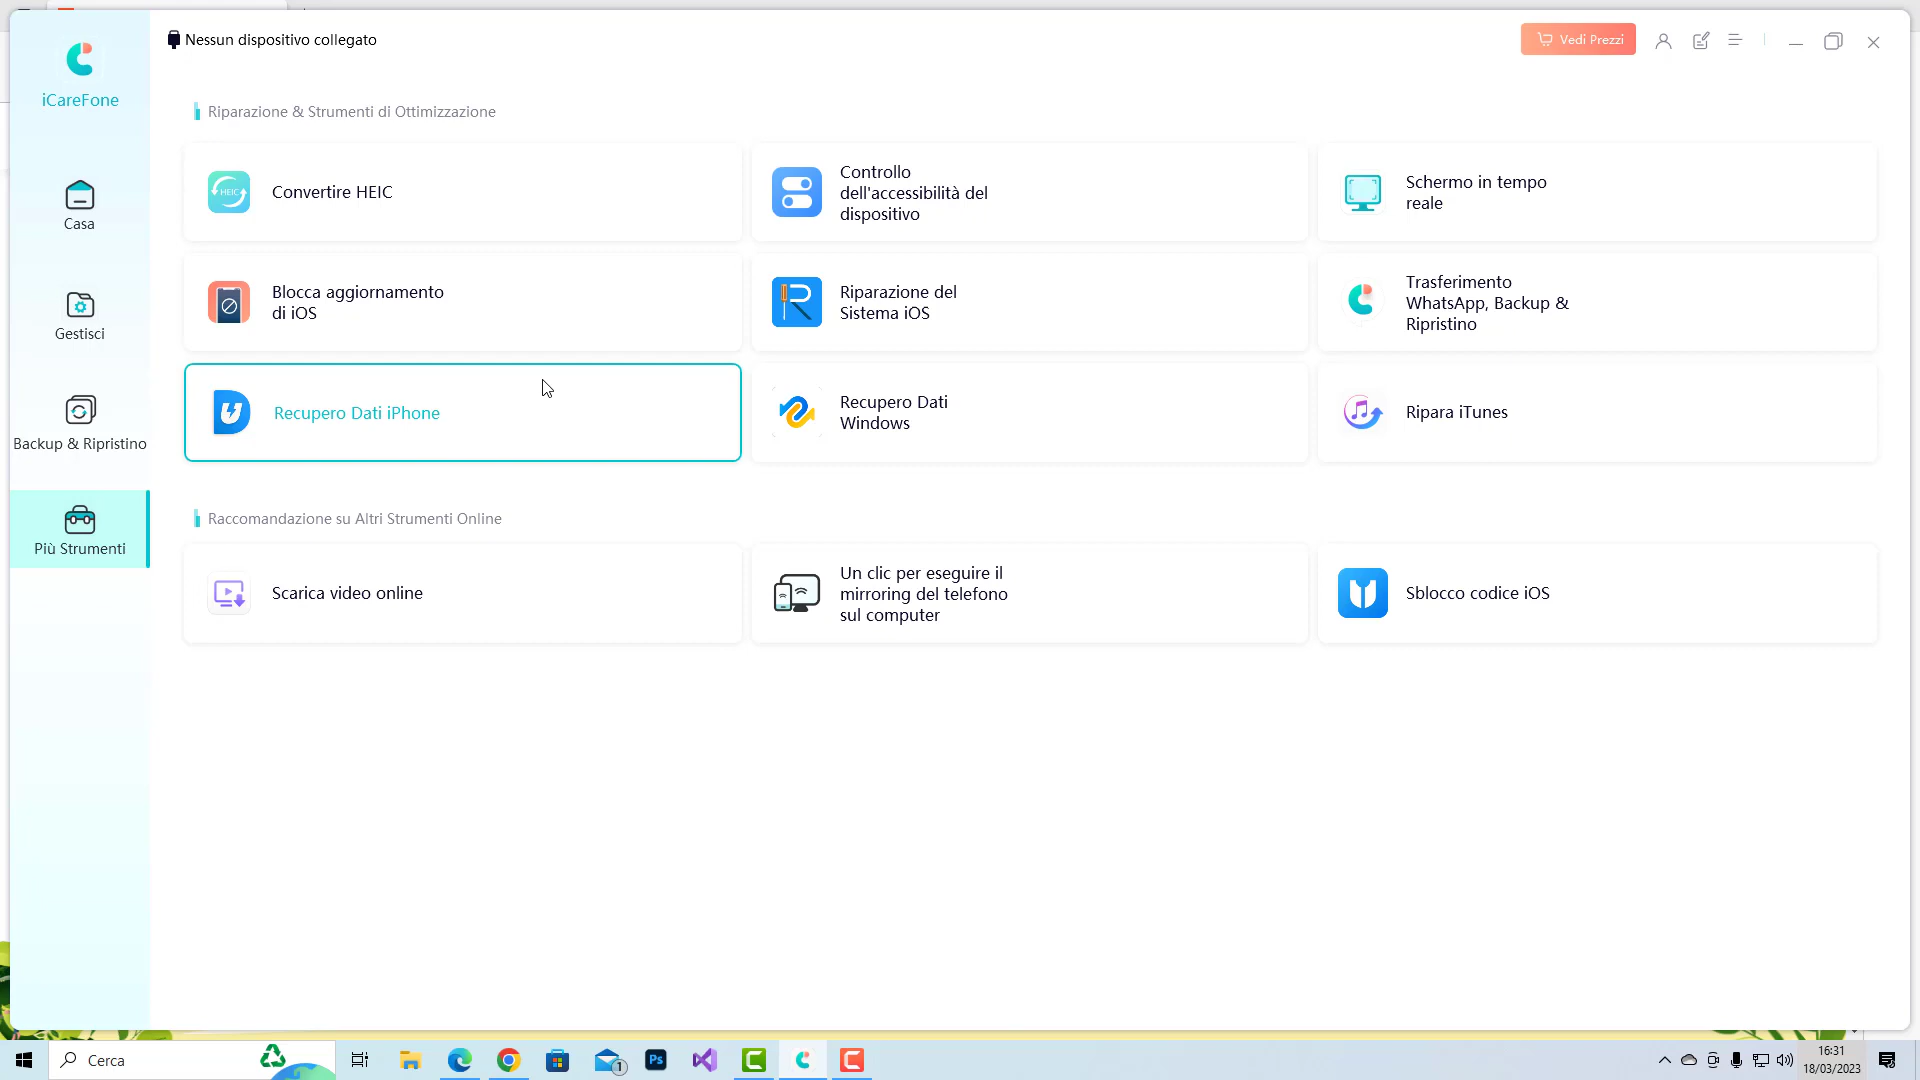 Nessun dispositivo collegato
Vedi Prezzi
iCareFone
Casa
Gestisci
Backup & Ripristino
Più Strumenti
Riparazione & Strumenti di Ottimizzazione
HEIC
Convertire HEIC
Controllo
dell'accessibilità del
dispositivo
Schermo in tempo
reale
Blocca aggiornamento
di iOS
Riparazione del
Sistema iOS
Trasferimento
WhatsApp, Backup &
Ripristino
Recupero Dati iPhone
Recupero Dati
Windows
Ripara iTunes
Raccomandazione su Altri Strumenti Online
Scarica video online
Un clic per eseguire il
mirroring del telefono
sul computer
Sblocco codice iOS
Cerca
1
Ps
16:31
18/03/2023